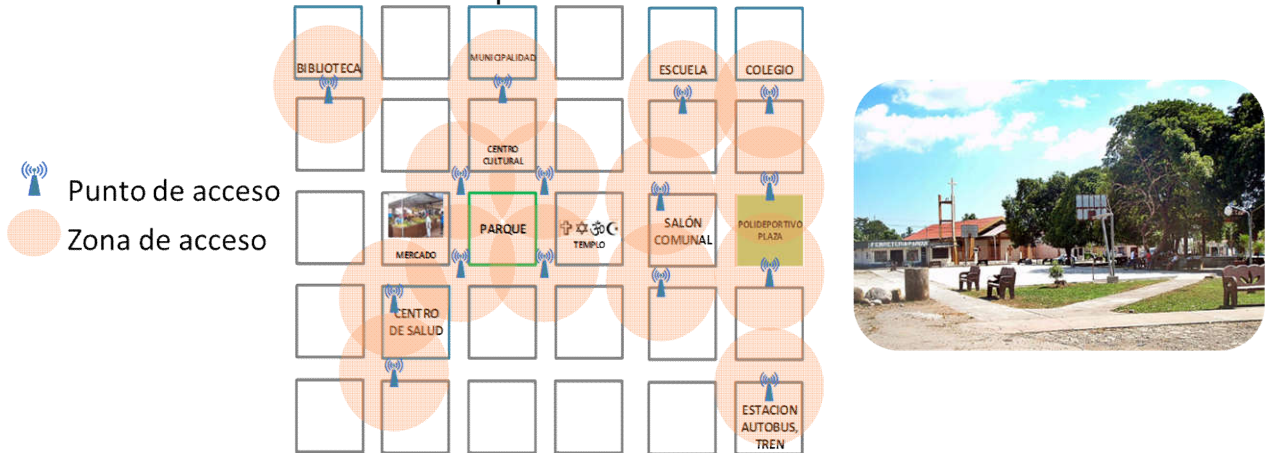 BIBLIOTECA
MUNICIPALIDAD
ESCUELA
COLEGIO
CENTRO
CULTURAL
Punto de acceso
Zona de acceso
MERCADO
PARQUE
TEMPLO
SALÓN
COMUNAL
POLIDEPORTIVO
PLAZA
CENTRO
DE SALUD
ESTACION
AUTOBUS,
TREN